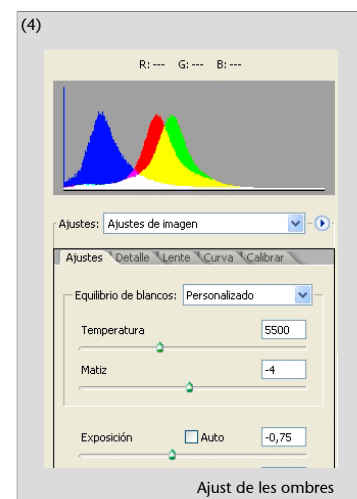 (4)
R: --- G: --- B: ---
Ajustes: Ajustes de imagen
Ajustes Detalle Lente Curva Calibrar
Equilibrio de blancos: Personalizado
Temperatura 5500
Matiz -4
Exposición Auto -0,75
Ajust de les ombres